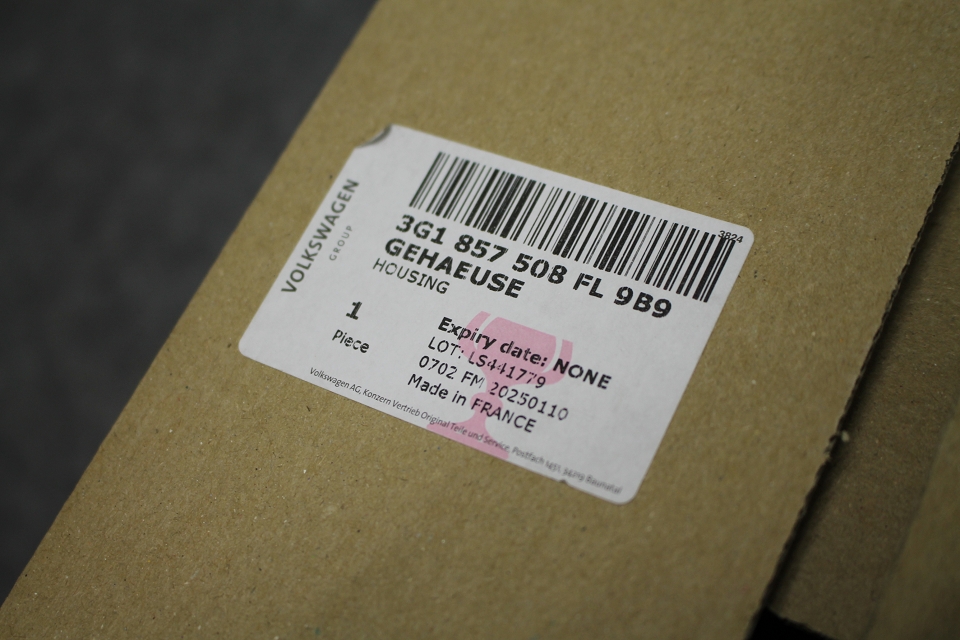 VOLKSWAGEN
GROUP
3824
3G1 857 508 FL 9B9
GEHAEUSE
HOUSING
1
Piece
Expiry date: NONE
LOT: LS441779
0702 FM 20250110
Made in FRANCE
Volkswagen AG, Konzern Vertrieb Original Teile und Service, Postfach 1451, 34219 Baunatal